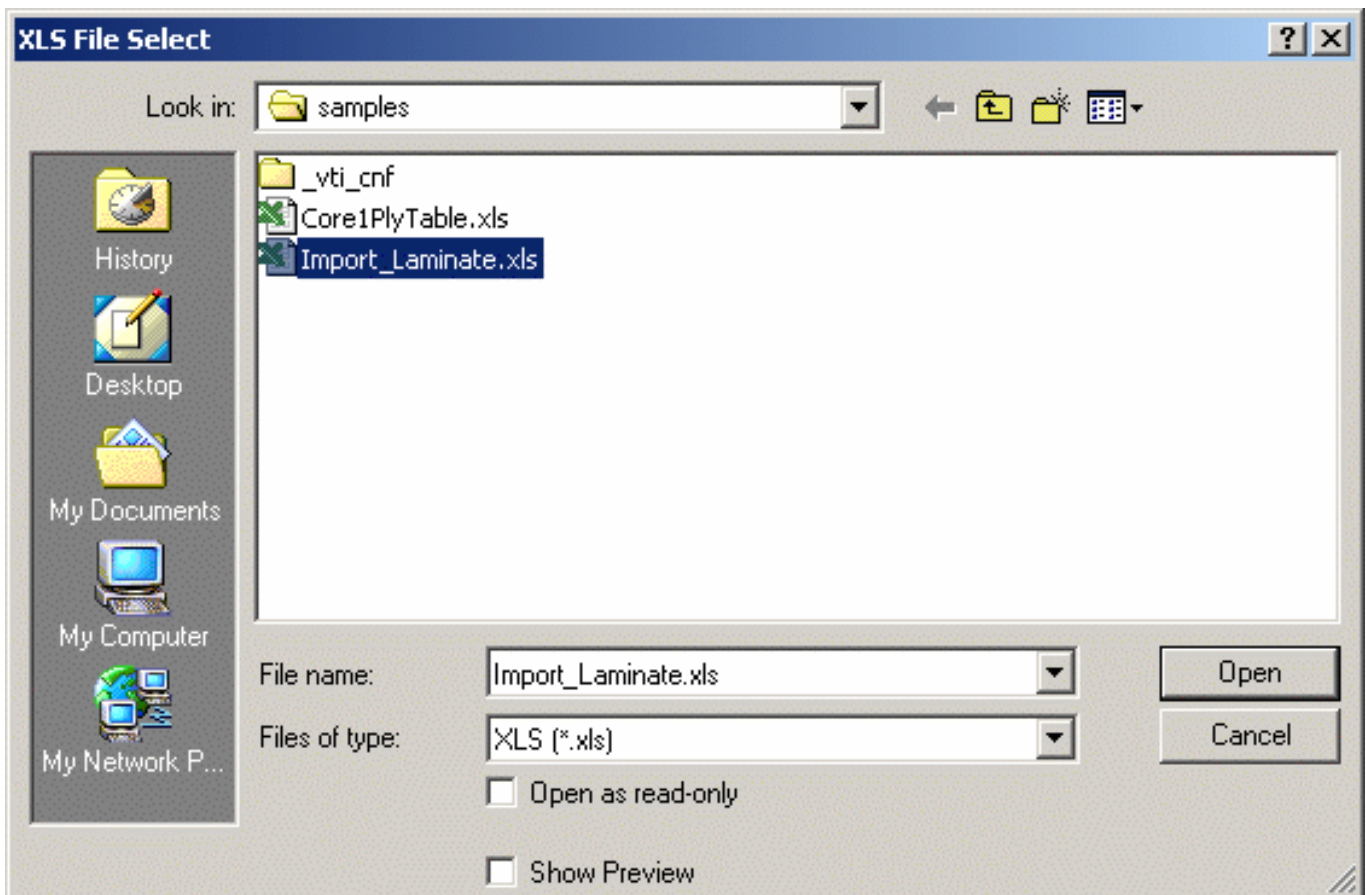 XLS File Select
Look in: samples
_vti_cnf
Core1PlyTable.xls
Import_Laminate.xls
History
Desktop
My Documents
My Computer
My Network P...
File name: Import_Laminate.xls Open
Files of type: XLS (*.xls) Cancel
Open as read-only
Show Preview